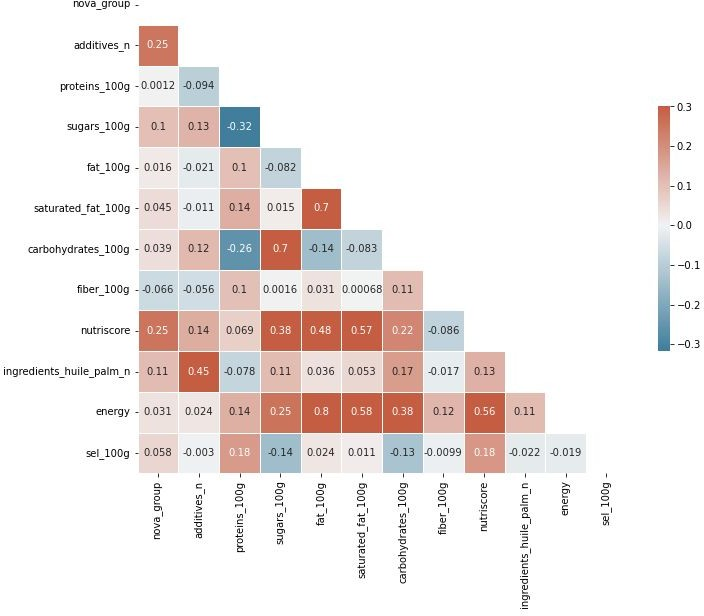 nova_group
additives_n 0.25
proteins_100g 0.0012 -0.094
sugars_100g 0.1 0.13 -0.32
fat_100g 0.016 -0.021 0.1 -0.082
saturated_fat_100g 0.045 -0.011 0.14 0.015 0.7
carbohydrates_100g 0.039 0.12 -0.26 0.7 -0.14 -0.083
fiber_100g -0.066 -0.056 0.1 0.0016 0.031 0.00068 0.11
nutriscore 0.25 0.14 0.069 0.38 0.48 0.57 0.22 -0.086
ingredients_huile_palm_n 0.11 0.45 -0.078 0.11 0.036 0.053 0.17 -0.017 0.13
energy 0.031 0.024 0.14 0.25 0.8 0.58 0.38 0.12 0.56 0.11
sel_100g 0.058 -0.003 0.18 -0.14 0.024 0.011 -0.13 -0.0099 0.18 -0.022 -0.019
nova_group
additives_n
proteins_100g
sugars_100g
fat_100g
saturated_fat_100g
carbohydrates_100g
fiber_100g
nutriscore
ingredients_huile_palm_n
energy
sel_100g
0.3
0.2
0.1
0.0
−0.1
−0.2
−0.3